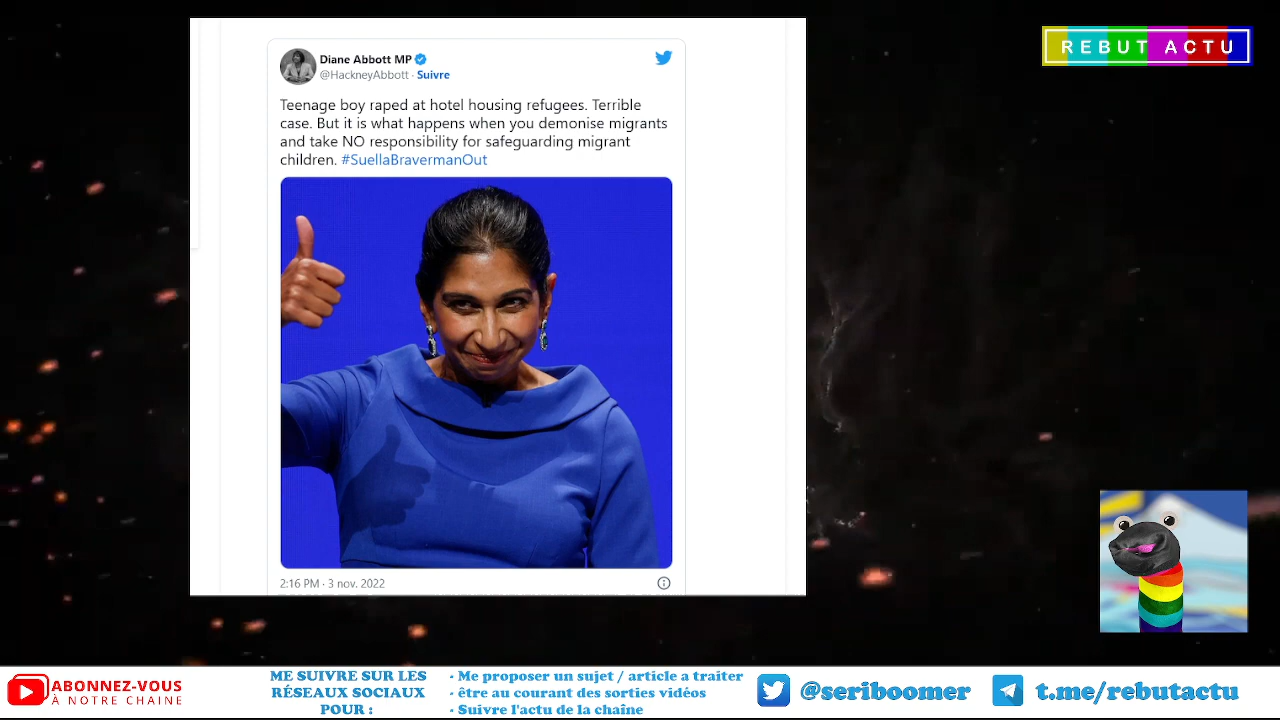 Diane Abbott MP
@HackneyAbbott · Suivre
Teenage boy raped at hotel housing refugees. Terrible
case. But it is what happens when you demonise migrants
and take NO responsibility for safeguarding migrant
children. #SuellaBravermanOut
2:16 PM · 3 nov. 2022
REBUT ACTU
ABONNEZ-VOUS
À NOTRE CHAINE
ME SUIVRE SUR LES
RÉSEAUX SOCIAUX
POUR :
- Me proposer un sujet / article a traiter
- être au courant des sorties vidéos
- Suivre l'actu de la chaîne
@seriboomer
t.me/rebutactu